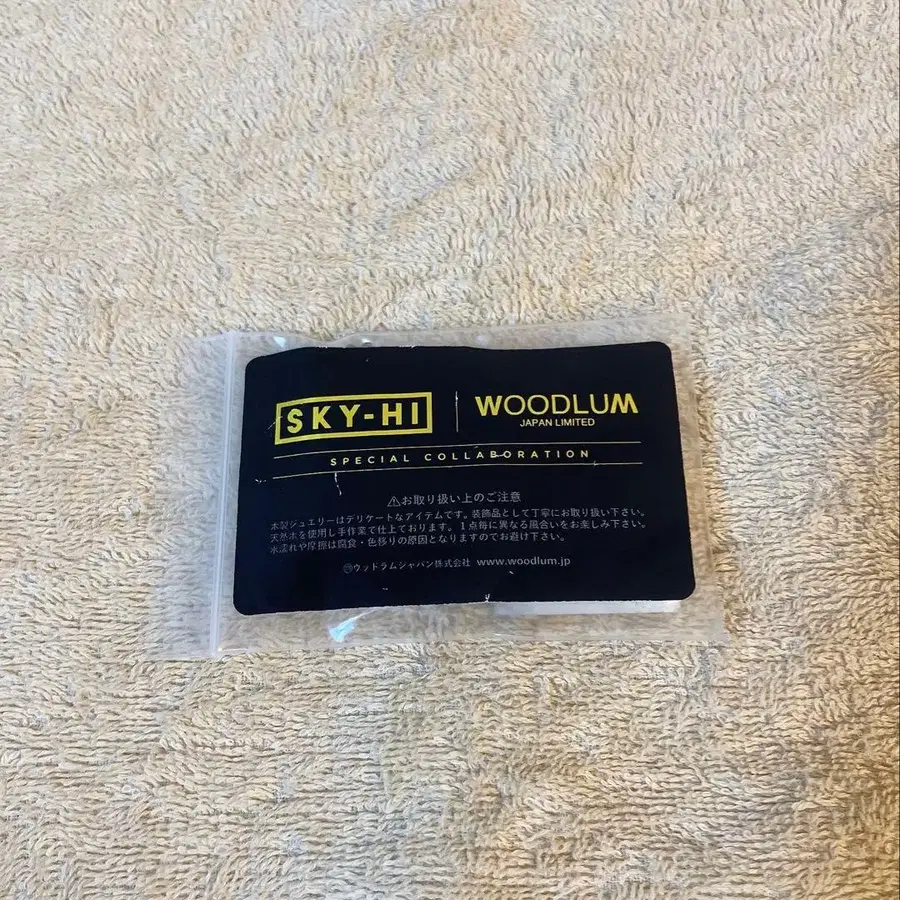 SKY-HI
WOODLUM
JAPAN LIMITED
SPECIAL COLLABORATION
⚠お取り扱い上のご注意
木製ジュエリーはデリケートなアイテムです。装飾品として丁寧にお取り扱い下さい。
天然木を使用し手作業で仕上ております。1点毎に異なる風合いをお楽しみ下さい。
水濡れや摩擦は腐食・色移りの原因となりますのでお避け下さい。
㊢ウッドラムジャパン株式会社 www.woodlum.jp